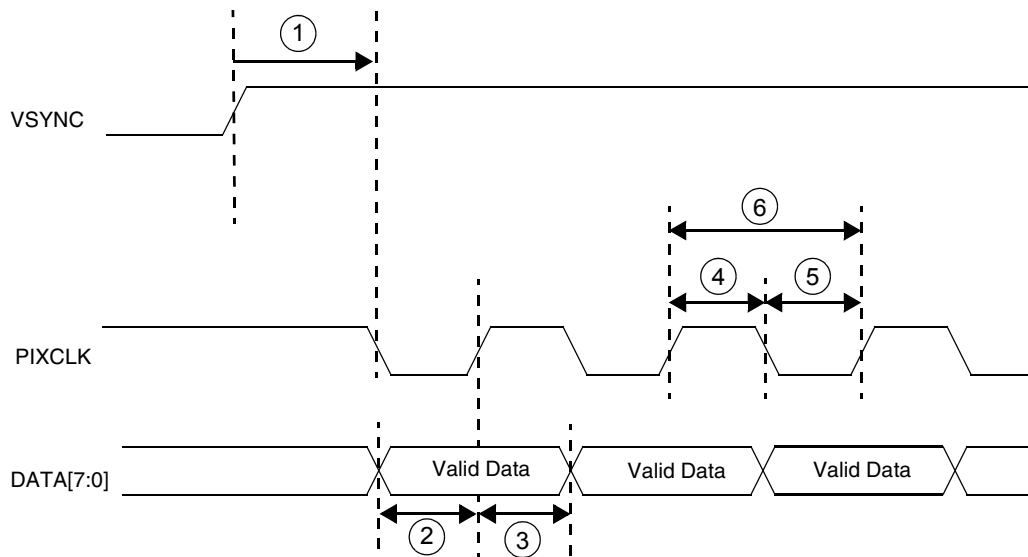 1
VSYNC
6
4 5
PIXCLK
DATA[7:0] Valid Data Valid Data Valid Data
2 3